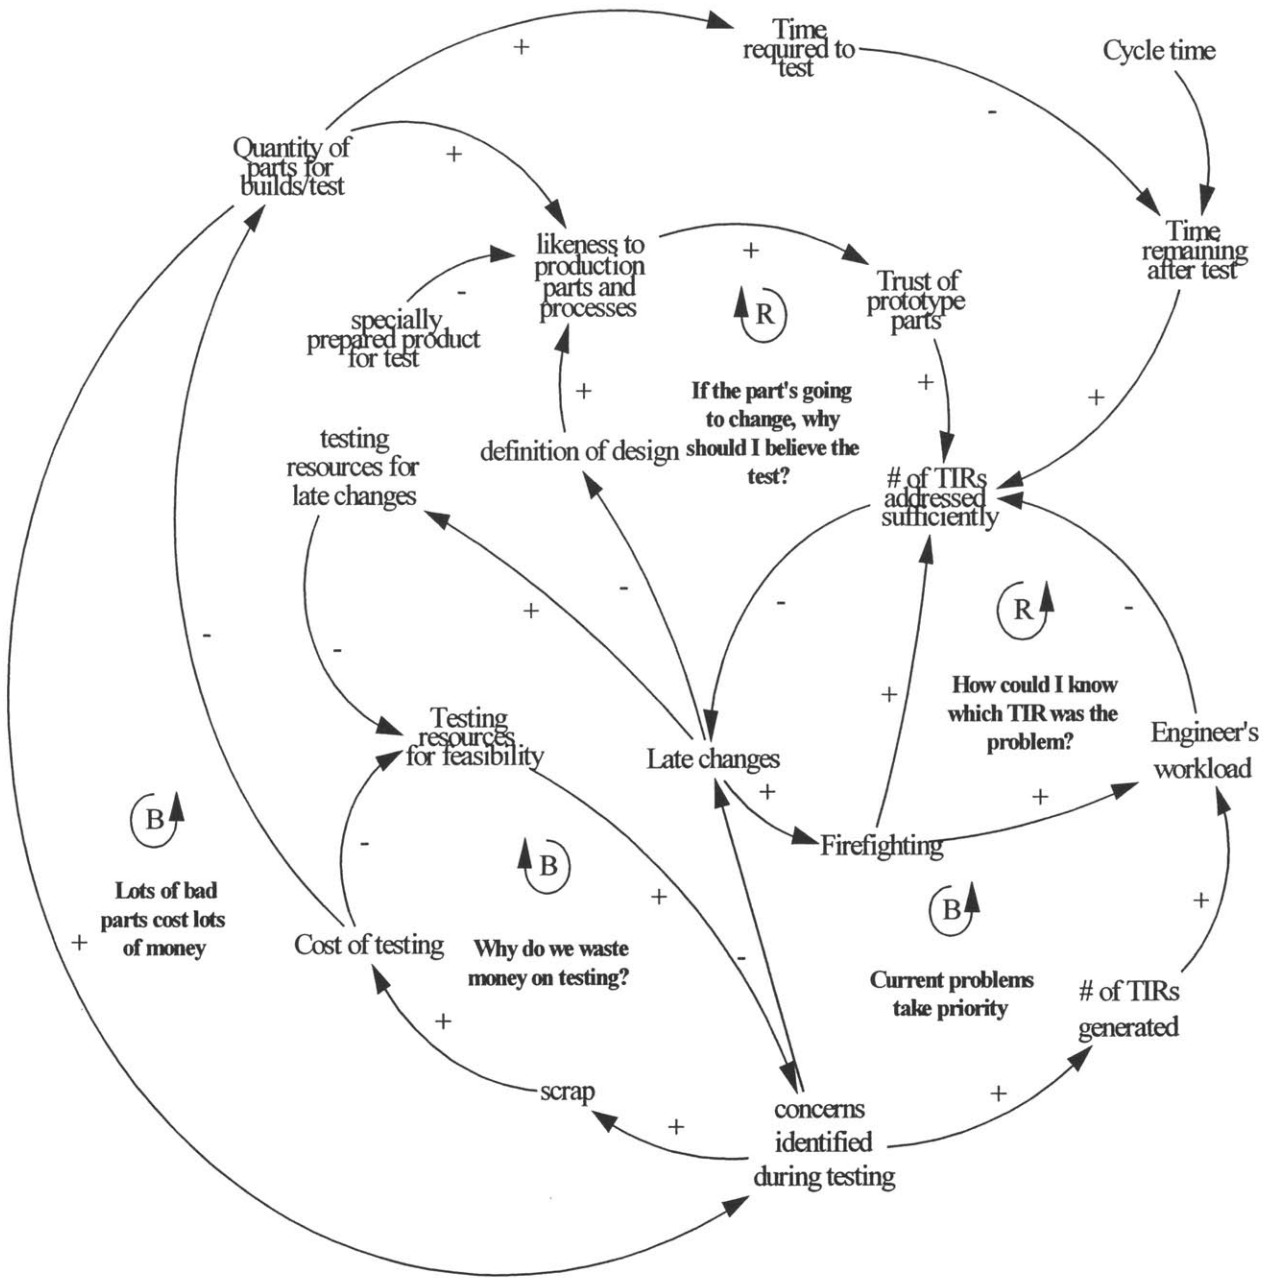 +
Time
required to
test
Cycle time
-
Quantity of
parts for
builds/test
+
likeness to
production
parts and
processes
+
Time
remaining
after test
Trust of
prototype
parts
-
specially
prepared product
for test
R
+
+
+
If the part's going
to change, why
should I believe the
test?
definition of design
testing
resources for
late changes
# of TIRs
addressed
sufficiently
-
+
-
-
R
-
-
-
+
How could I know
which TIR was the
problem?
Testing
resources
for feasibility
Late changes
Engineer's
workload
+
+
B
Firefighting
-
B
+
B
+
Lots of bad
parts cost lots
of money
+
Cost of testing
Why do we waste
money on testing?
-
Current problems
take priority
# of TIRs
generated
+
scrap
+
+
concerns
identified
during testing